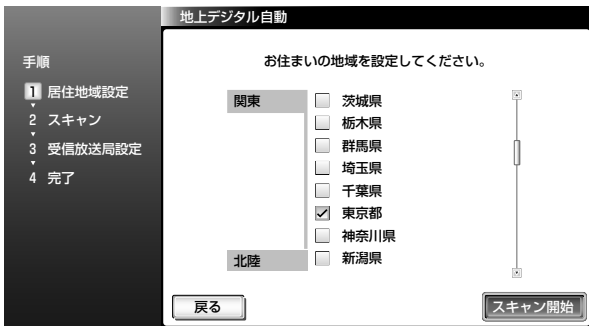 地上デジタル自動
手順
1 居住地域設定
2 スキャン
3 受信放送局設定
4 完了
お住まいの地域を設定してください。
関東
茨城県
栃木県
群馬県
埼玉県
千葉県
東京都
神奈川県
北陸
新潟県
戻る
スキャン開始